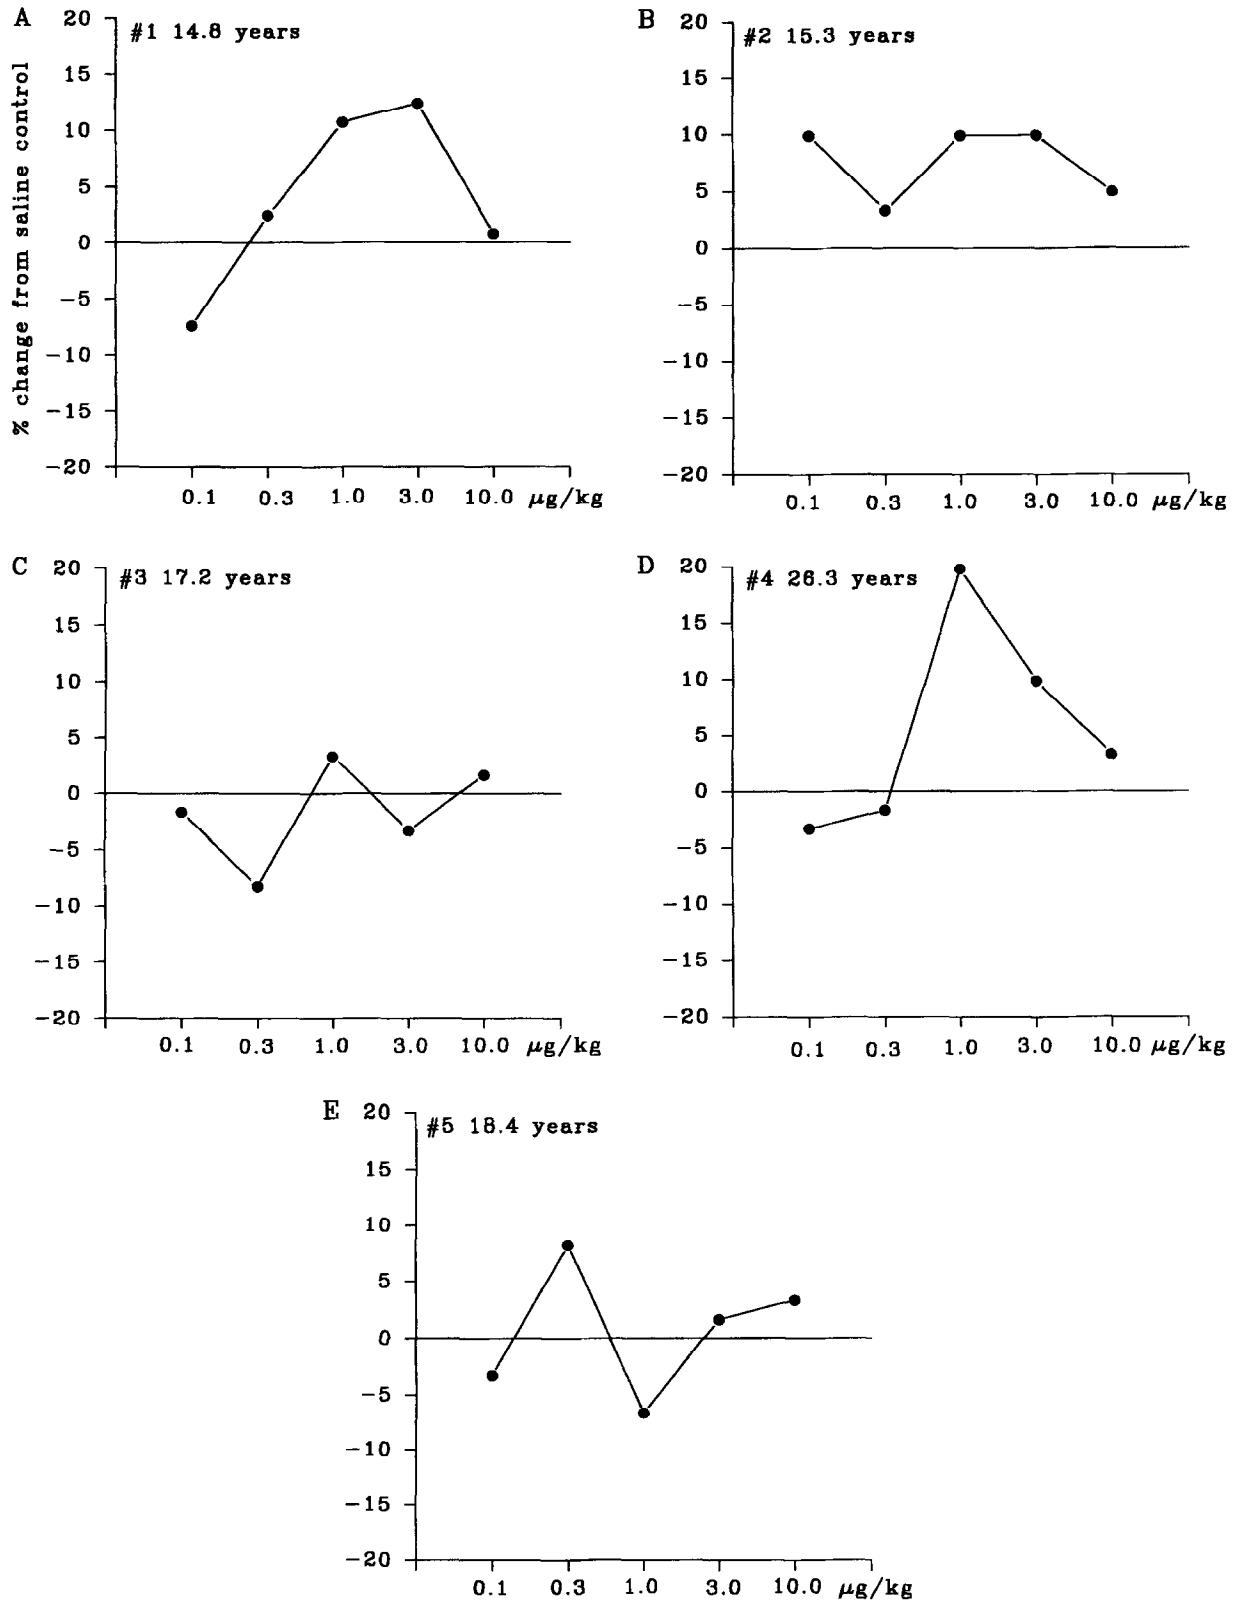 A
#1 14.8 years
% change from saline control
20
15
10
5
0
−5
−10
−15
−20
0.1 0.3 1.0 3.0 10.0 μg/kg
B
#2 15.3 years
20
15
10
5
0
−5
−10
−15
−20
0.1 0.3 1.0 3.0 10.0 μg/kg
C
#3 17.2 years
20
15
10
5
0
−5
−10
−15
−20
0.1 0.3 1.0 3.0 10.0 μg/kg
D
#4 26.3 years
20
15
10
5
0
−5
−10
−15
−20
0.1 0.3 1.0 3.0 10.0 μg/kg
E
#5 18.4 years
20
15
10
5
0
−5
−10
−15
−20
0.1 0.3 1.0 3.0 10.0 μg/kg